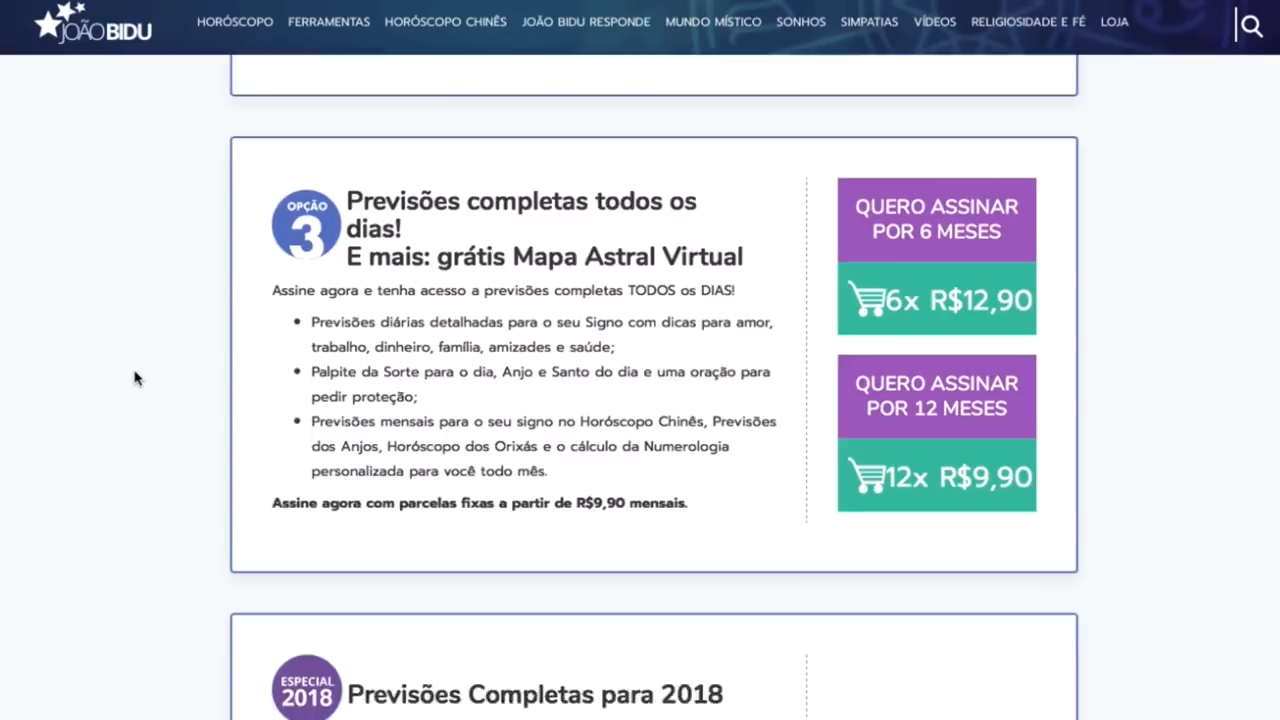 JOÃO BIDU
HORÓSCOPO FERRAMENTAS HORÓSCOPO CHINÊS JOÃO BIDU RESPONDE MUNDO MÍSTICO SONHOS SIMPATIAS VÍDEOS RELIGIOSIDADE E FÉ LOJA
OPÇÃO
3
Previsões completas todos os
dias!
E mais: grátis Mapa Astral Virtual
Assine agora e tenha acesso a previsões completas TODOS os DIAS!
Previsões diárias detalhadas para o seu Signo com dicas para amor,
trabalho, dinheiro, família, amizades e saúde;
Palpite da Sorte para o dia, Anjo e Santo do dia e uma oração para
pedir proteção;
Previsões mensais para o seu signo no Horóscopo Chinês, Previsões
dos Anjos, Horóscopo dos Orixás e o cálculo da Numerologia
personalizada para você todo mês.
Assine agora com parcelas fixas a partir de R$9,90 mensais.
QUERO ASSINAR
POR 6 MESES
6x R$12,90
QUERO ASSINAR
POR 12 MESES
12x R$9,90
ESPECIAL
2018
Previsões Completas para 2018